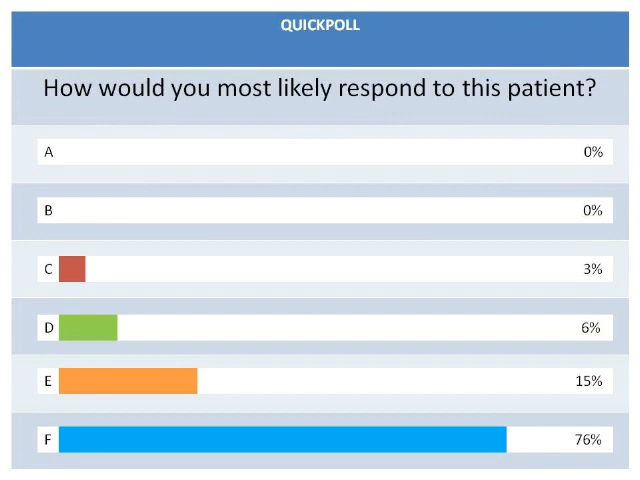 QUICKPOLL
How would you most likely respond to this patient?
A 0%
B 0%
C 3%
D 6%
E 15%
F 76%